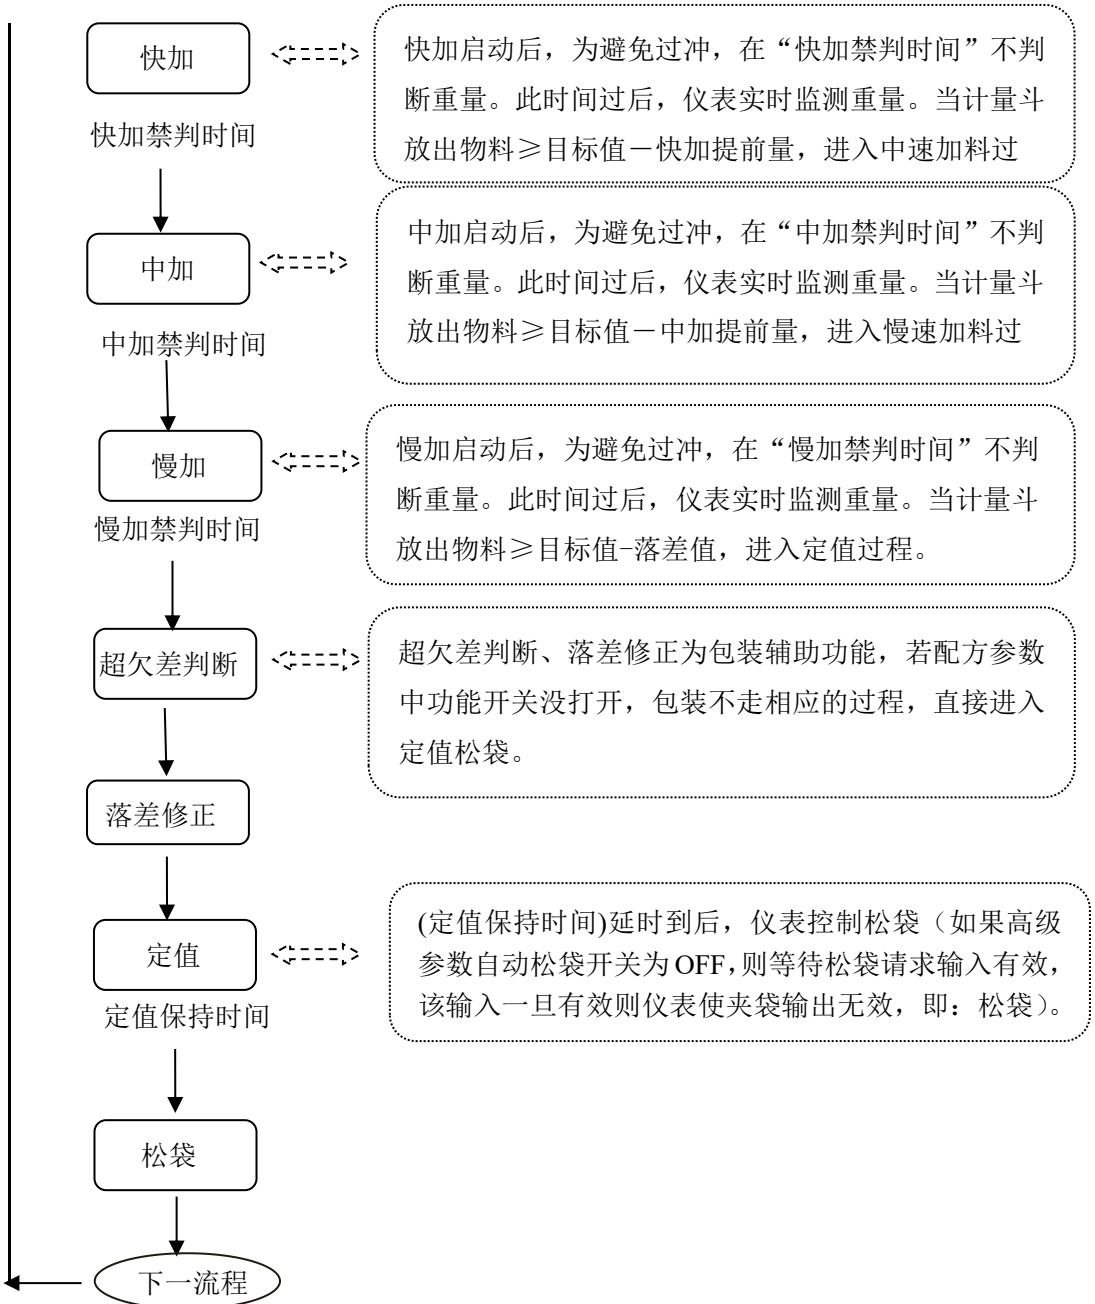 快加
快加启动后，为避免过冲，在“快加禁判时间”不判
断重量。此时间过后，仪表实时监测重量。当计量斗
放出物料≥目标值－快加提前量，进入中速加料过
快加禁判时间
中加
中加启动后，为避免过冲，在“中加禁判时间”不判
断重量。此时间过后，仪表实时监测重量。当计量斗
放出物料≥目标值－中加提前量，进入慢速加料过
中加禁判时间
慢加
慢加启动后，为避免过冲，在“慢加禁判时间”不判
断重量。此时间过后，仪表实时监测重量。当计量斗
放出物料≥目标值–落差值，进入定值过程。
慢加禁判时间
超欠差判断
超欠差判断、落差修正为包装辅助功能，若配方参数
中功能开关没打开，包装不走相应的过程，直接进入
定值松袋。
落差修正
定值
(定值保持时间)延时到后，仪表控制松袋（如果高级
参数自动松袋开关为 OFF，则等待松袋请求输入有效，
该输入一旦有效则仪表使夹袋输出无效，即：松袋）。
定值保持时间
松袋
下一流程